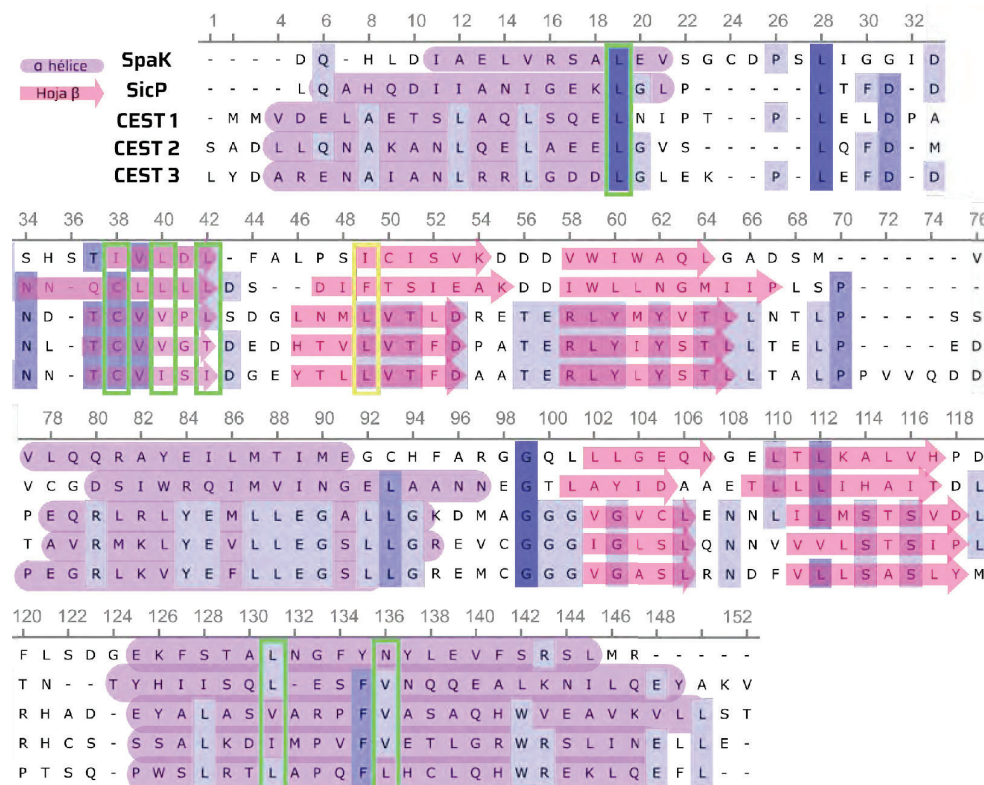 1 4 6 8 10 12 14 16 18 20 22 24 26 28 30 32
SpaK - - - - D Q - H L D I A E L V R S A L E V S G C D P S L I G G I D
α hélice
SicP - - - - L Q A H Q D I I A N I G E K L G L P - - - - - L T F D - D
Hoja β
CEST 1 - M M V D E L A E T S L A Q L S Q E L N I P T - - P - L E L D P A
CEST 2 S A D L L Q N A K A N L Q E L A E E L G V S - - - - - L Q F D - M
CEST 3 L Y D A R E N A I A N L R R L G D D L G L E K - - P - L E F D - D
34 36 38 40 42 44 46 48 50 52 54 56 58 60 62 64 66 68 70 72 74 76
S H S T I V L D L - F A L P S I C I S V K D D D V W I W A Q L G A D S M - - - - - - V
N N - Q C L L L L D S - - D I F T S I E A K D D I W L L N G M I I P L S P - - - - - -
N D - T C V V P L S D G L N M L V T L D R E T E R L Y M Y V T L L N T L P - - - - S S
N L - T C V V G T D E D H T V L V T F D P A T E R L Y I Y S T L L T E L P - - - - E D
N N - T C V I S I D G E Y T L L V T F D A A T E R L Y L Y S T L L T A L P P V V Q D D
78 80 82 84 86 88 90 92 94 96 98 100 102 104 106 108 110 112 114 116 118
V L Q Q R A Y E I L M T I M E G C H F A R G G Q L L L G E Q N G E L T L K A L V H P D
V C G D S I W R Q I M V I N G E L A A N N E G T L A Y I D A A E T L L L I H A I T D L
P E Q R L R L Y E M L L E G A L L G K D M A G G G V G V C L E N N L I L M S T S V D L
T A V R M K L Y E V L L E G S L L G R E V C G G G I G L S L Q N N V V V L S T S I P L
P E G R L K V Y E F L L E G S L L G R E M C G G G V G A S L R N D F V L L S A S L Y M
120 122 124 126 128 130 132 134 136 138 140 142 144 146 148 152
F L S D G E K F S T A L N G F Y N Y L E V F S R S L M R - - - - -
T N - - T Y H I I S Q L - E S F V N Q Q E A L K N I L Q E Y A K V
R H A D - E Y A L A S V A R P F V A S A Q H W V E A V K V L L S T
R H C S - S S A L K D I M P V F V E T L G R W R S L I N E L L E -
P T S Q - P W S L R T L A P Q F L H C L Q H W R E K L Q E F L - -